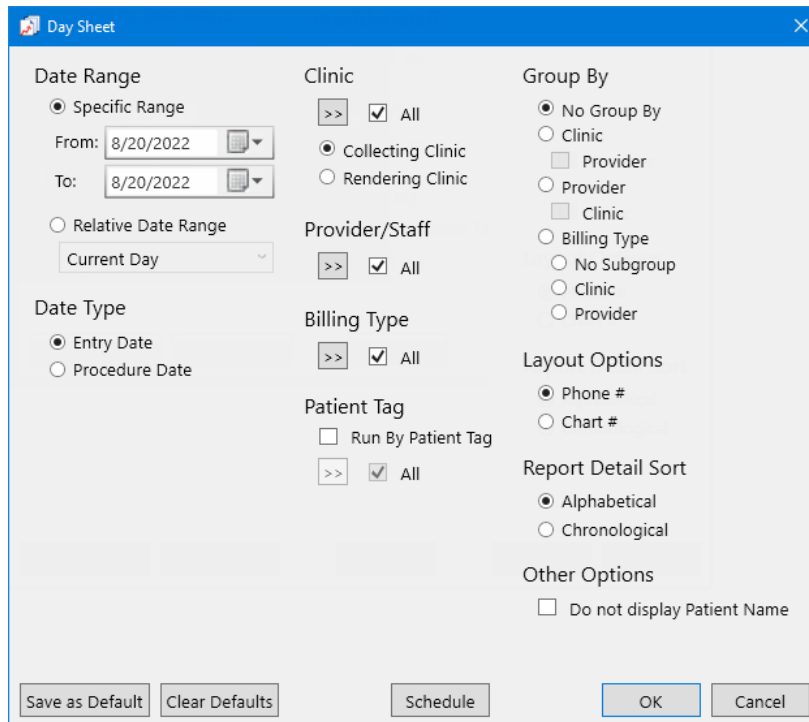 Day Sheet
Date Range
Specific Range
From: 8/20/2022
To: 8/20/2022
Relative Date Range
Current Day
Date Type
Entry Date
Procedure Date
Clinic
>> All
Collecting Clinic
Rendering Clinic
Provider/Staff
>> All
Billing Type
>> All
Patient Tag
Run By Patient Tag
>> All
Group By
No Group By
Clinic
Provider
Provider
Clinic
Billing Type
No Subgroup
Clinic
Provider
Layout Options
Phone #
Chart #
Report Detail Sort
Alphabetical
Chronological
Other Options
Do not display Patient Name
Save as Default Clear Defaults Schedule OK Cancel